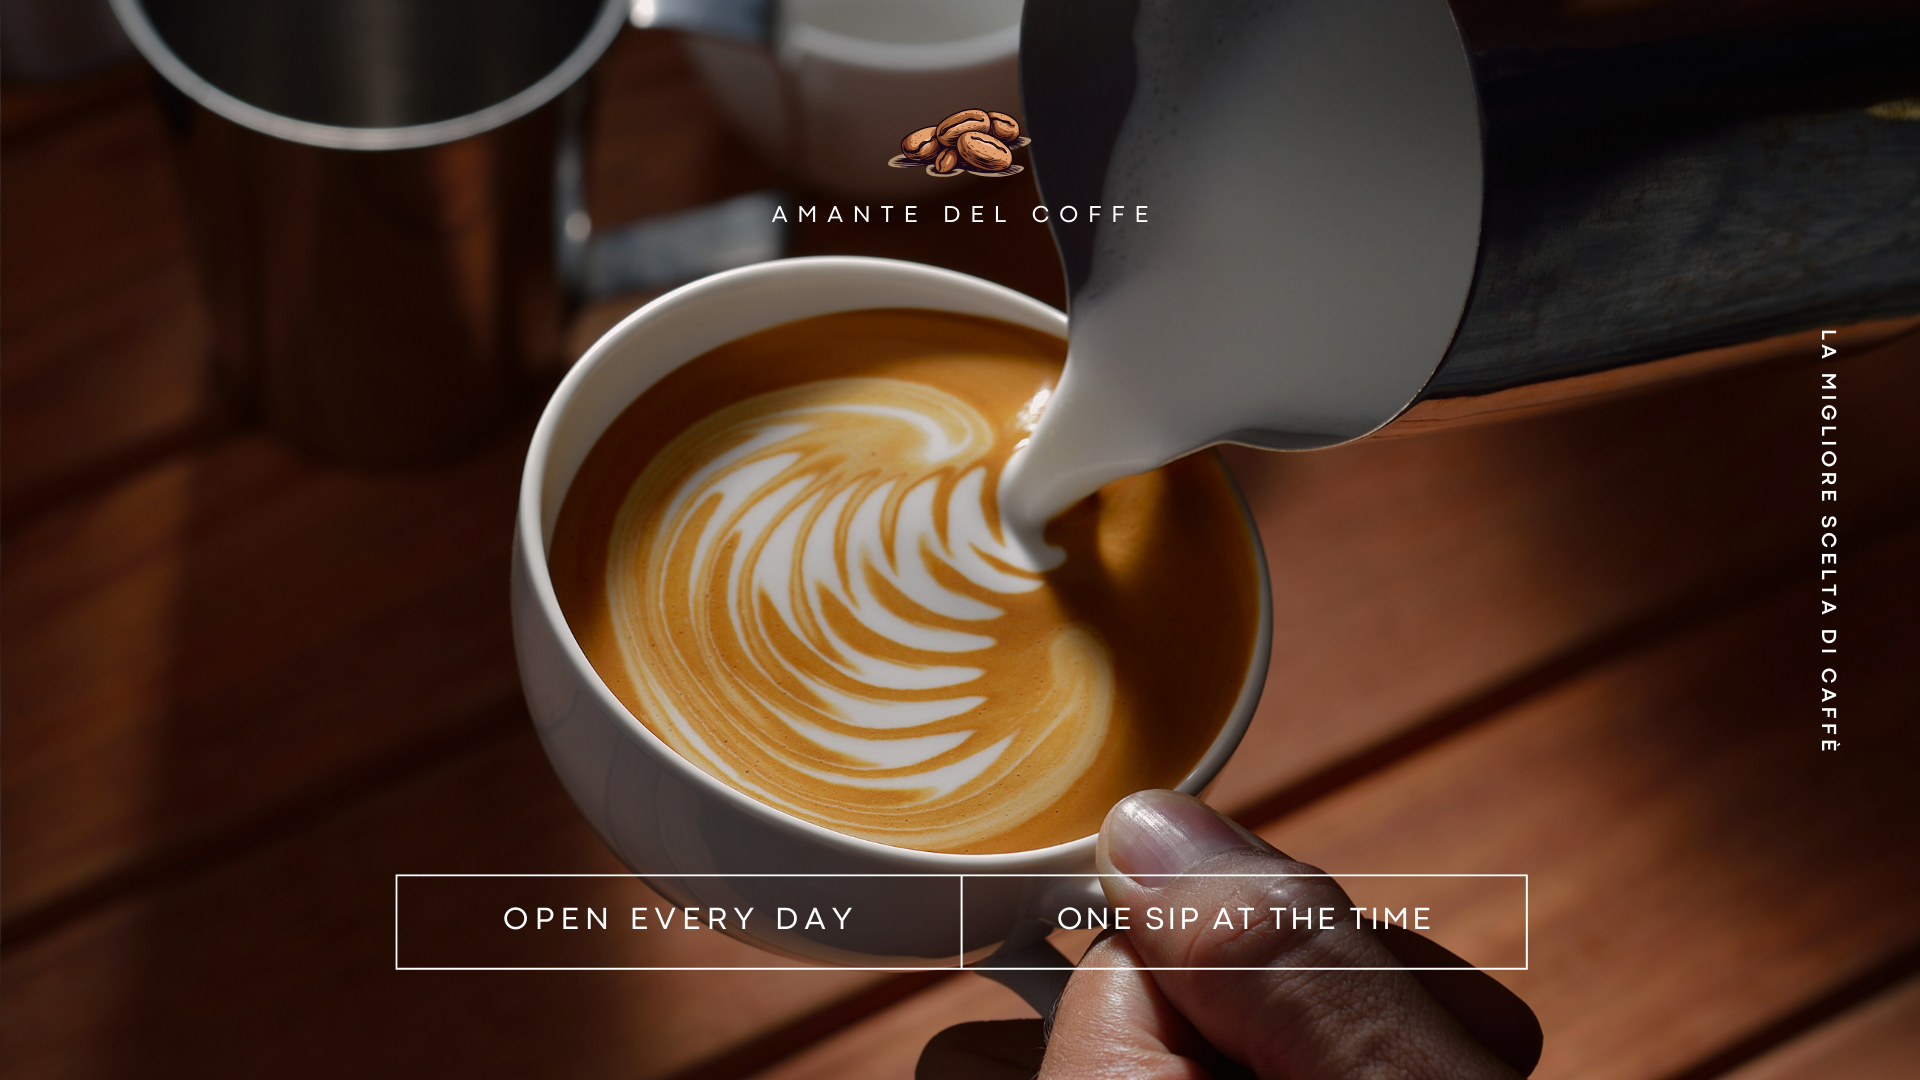 AMANTE DEL COFFE
LA MIGLIORE SCELTA DI CAFFÈ
OPEN EVERY DAY
ONE SIP AT THE TIME